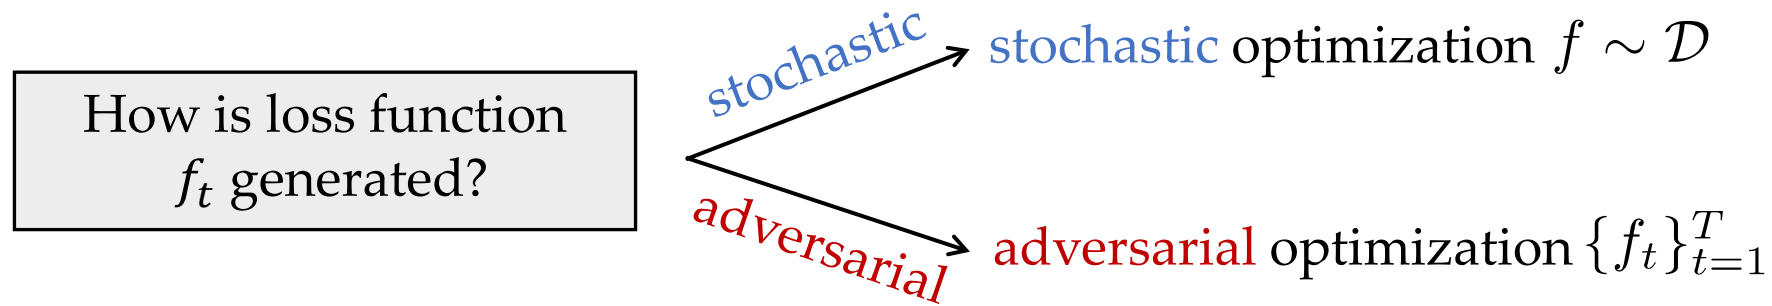 How is loss function
f_t generated?
stochastic
stochastic optimization f ∼ 𝒟
adversarial
adversarial optimization {f_t}_{t=1}^T